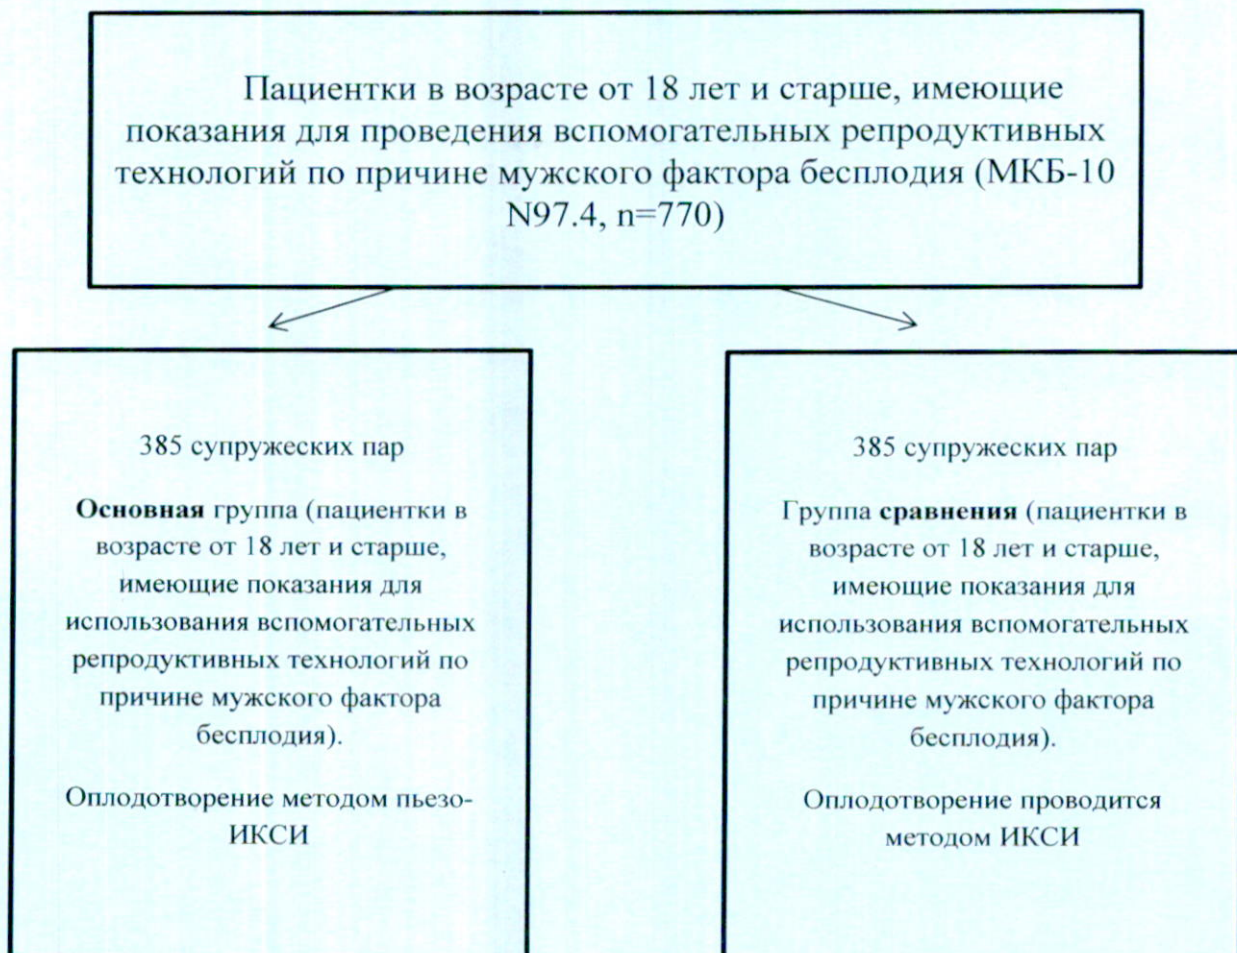 Пациентки в возрасте от 18 лет и старше, имеющие
показания для проведения вспомогательных репродуктивных
технологий по причине мужского фактора бесплодия (МКБ-10
N97.4, n=770)
385 супружеских пар
Основная группа (пациентки в
возрасте от 18 лет и старше,
имеющие показания для
использования вспомогательных
репродуктивных технологий по
причине мужского фактора
бесплодия).
Оплодотворение методом пьезо-
ИКСИ
385 супружеских пар
Группа сравнения (пациентки в
возрасте от 18 лет и старше,
имеющие показания для
использования вспомогательных
репродуктивных технологий по
причине мужского фактора
бесплодия).
Оплодотворение проводится
методом ИКСИ